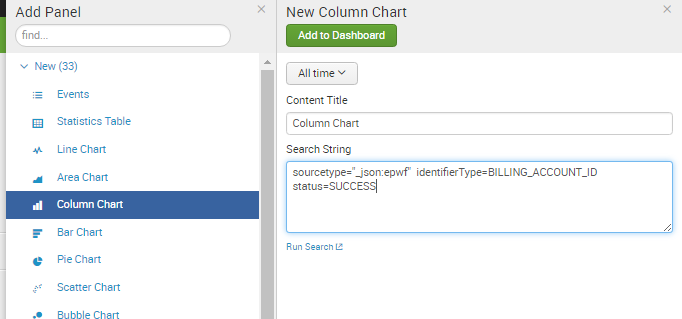 Add Panel
find...
New (33)
Events
Statistics Table
Line Chart
Area Chart
Column Chart
Bar Chart
Pie Chart
Scatter Chart
Bubble Chart
New Column Chart
Add to Dashboard
All time
Content Title
Column Chart
Search String
sourcetype="_json:epwf" identifierType=BILLING_ACCOUNT_ID
status=SUCCESS
Run Search